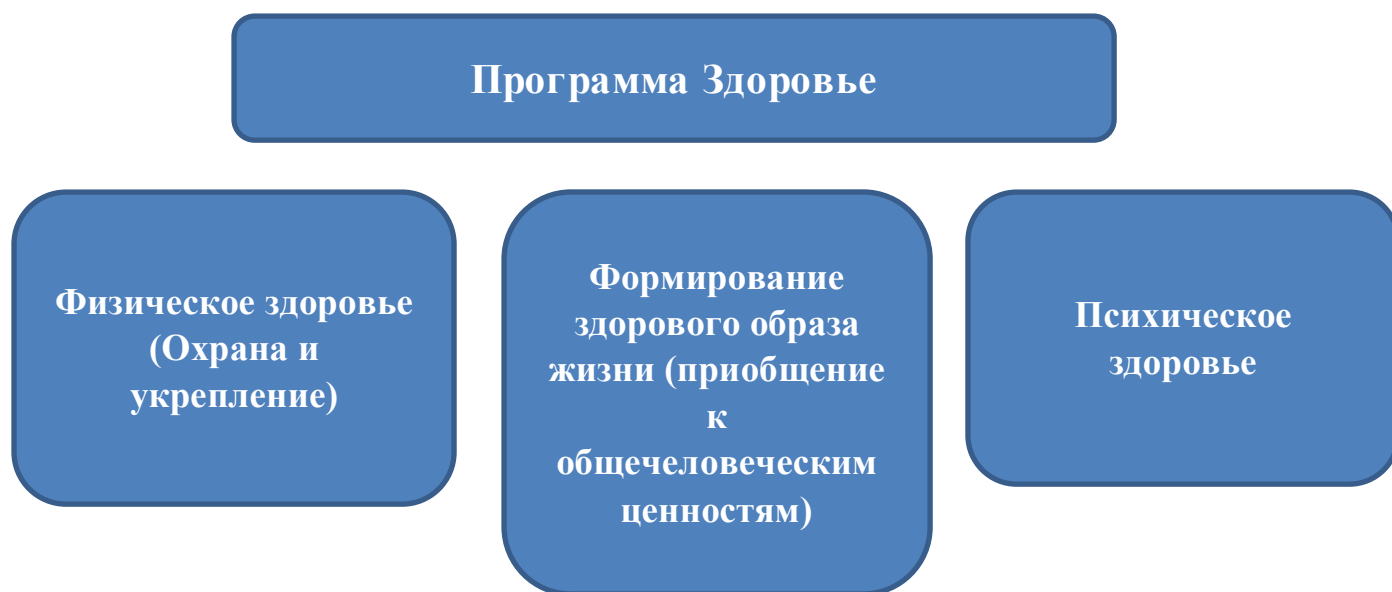 Программа Здоровье
Физическое здоровье
(Охрана и
укрепление)
Формирование
здорового образа
жизни (приобщение
к
общечеловеческим
ценностям)
Психическое
здоровье